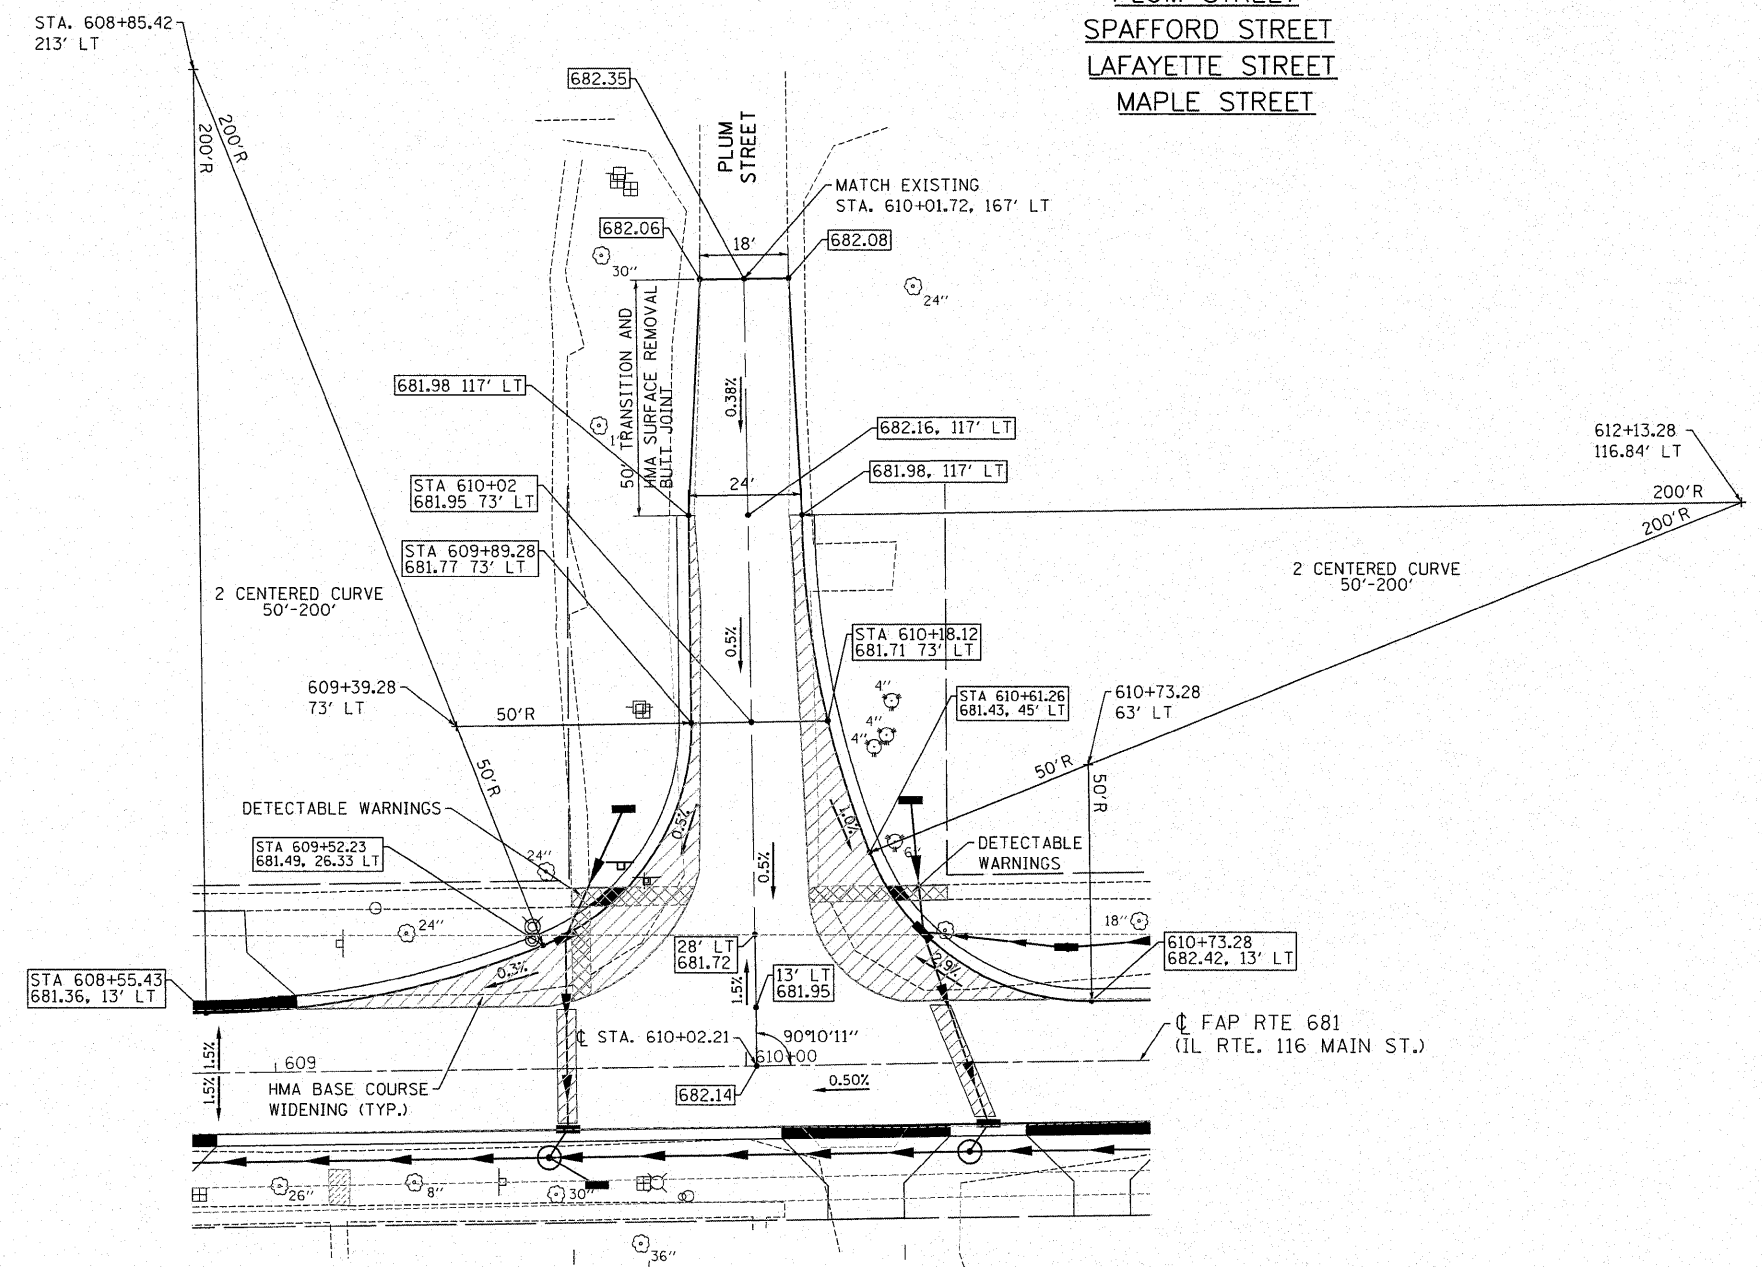 STA. 608+85.42
213' LT
SPAFFORD STREET
LAFAYETTE STREET
MAPLE STREET
682.35
PLUM
STREET
200'R
200'R
MATCH EXISTING
STA. 610+01.72, 167' LT
682.06
682.08
18'
30"
24"
50' TRANSITION AND
HMA SURFACE REMOVAL
BUTT JOINT
681.98 117' LT
0.38%
682.16, 117' LT
612+13.28
116.84' LT
681.98, 117' LT
24'
STA 610+02
681.95 73' LT
200'R
200'R
STA 609+89.28
681.77 73' LT
2 CENTERED CURVE
50'-200'
2 CENTERED CURVE
50'-200'
0.5%
STA 610+18.12
681.71 73' LT
609+39.28
73' LT
50'R
4"
4"
4"
STA 610+61.26
681.43, 45' LT
610+73.28
63' LT
50'R
50'R
50'R
DETECTABLE WARNINGS
0.5%
1.0%
STA 609+52.23
681.49, 26.33 LT
24"
0.5%
DETECTABLE
WARNINGS
24"
18"
28' LT
681.72
610+73.28
682.42, 13' LT
STA 608+55.43
681.36, 13' LT
0.3%
1.5%
13' LT
681.95
2.9%
℄ STA. 610+02.21
90°10'11"
℄ FAP RTE 681
(IL RTE. 116 MAIN ST.)
1.5%
1.5%
609
610+00
HMA BASE COURSE
WIDENING (TYP.)
682.14
0.50%
26"
8"
30"
36"